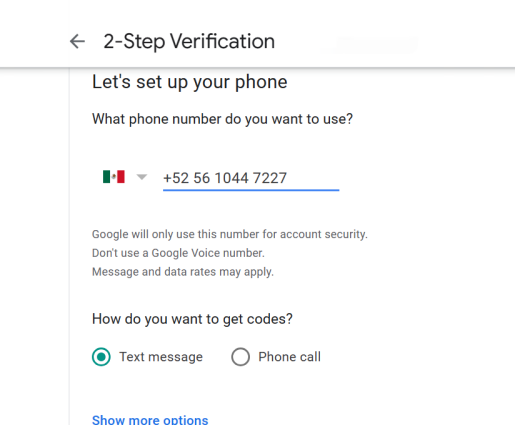 2-Step Verification
Let's set up your phone
What phone number do you want to use?
+52 56 1044 7227
Google will only use this number for account security.
Don't use a Google Voice number.
Message and data rates may apply.
How do you want to get codes?
Text message Phone call
Show more options